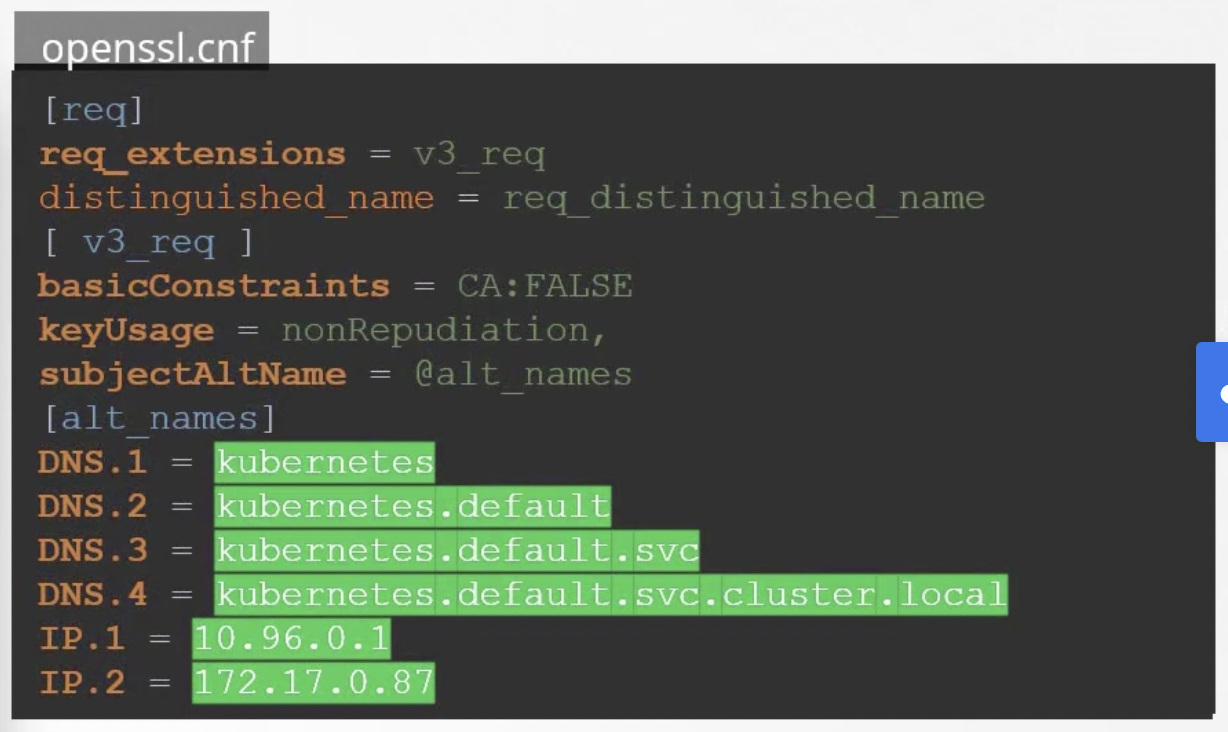 openssl.cnf
[req]
req_extensions = v3_req
distinguished_name = req_distinguished_name
[ v3_req ]
basicConstraints = CA:FALSE
keyUsage = nonRepudiation,
subjectAltName = @alt_names
[alt_names]
DNS.1 = kubernetes
DNS.2 = kubernetes.default
DNS.3 = kubernetes.default.svc
DNS.4 = kubernetes.default.svc.cluster.local
IP.1 = 10.96.0.1
IP.2 = 172.17.0.87